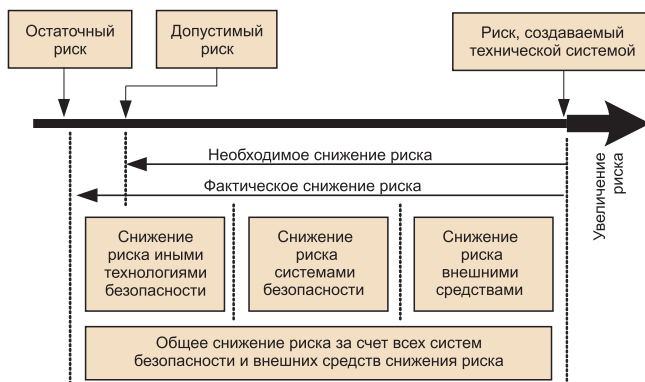 Остаточный
риск
Допустимый
риск
Риск, создаваемый
технической системой
Необходимое снижение риска
Фактическое снижение риска
Увеличение
риска
Снижение
риска иными
технологиями
безопасности
Снижение
риска
системами
безопасности
Снижение
риска
внешними
средствами
Общее снижение риска за счет всех систем
безопасности и внешних средств снижения риска